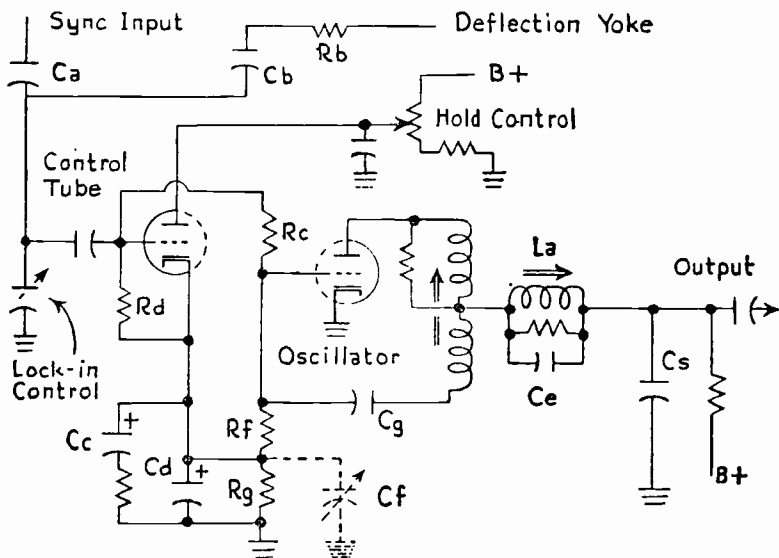 Sync Input
Deflection Yoke
Ca
Cb
Rb
B+
Hold Control
Control
Tube
Rc
Rd
La
Output
Oscillator
Lock-in
Control
Cg
Ce
Cs
Cc
Cd
Rf
Rg
Cf
B+
+
+